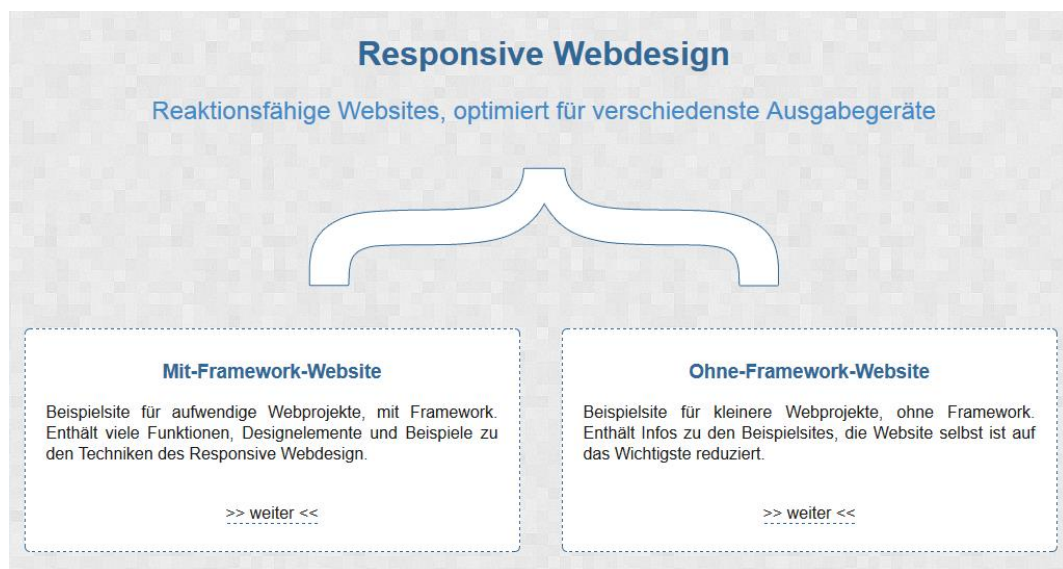 Responsive Webdesign
Reaktionsfähige Websites, optimiert für verschiedenste Ausgabegeräte
Mit-Framework-Website
Beispielsite für aufwendige Webprojekte, mit Framework.
Enthält viele Funktionen, Designelemente und Beispiele zu
den Techniken des Responsive Webdesign.
>> weiter <<
Ohne-Framework-Website
Beispielsite für kleinere Webprojekte, ohne Framework.
Enthält Infos zu den Beispielsites, die Website selbst ist auf
das Wichtigste reduziert.
>> weiter <<